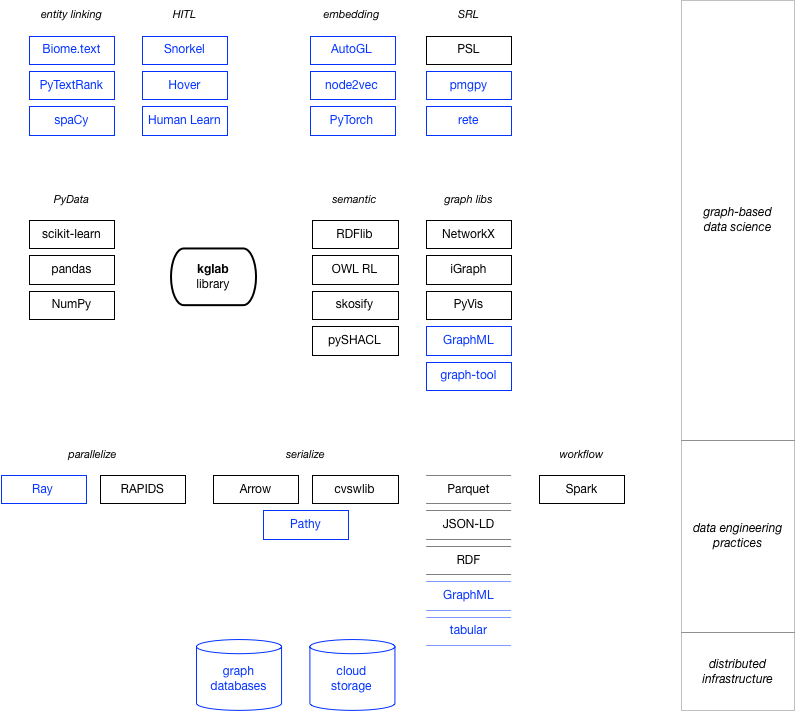 entity linking
HITL
embedding
SRL
Biome.text
Snorkel
AutoGL
PSL
PyTextRank
Hover
node2vec
pmgpy
spaCy
Human Learn
PyTorch
rete
graph-based
data science
PyData
semantic
graph libs
scikit-learn
RDFlib
NetworkX
pandas
kglab
library
OWL RL
iGraph
NumPy
skosify
PyVis
pySHACL
GraphML
graph-tool
parallelize
serialize
workflow
Ray
RAPIDS
Arrow
cvswlib
Parquet
Spark
Pathy
JSON-LD
data engineering
practices
RDF
GraphML
tabular
graph
databases
cloud
storage
distributed
infrastructure